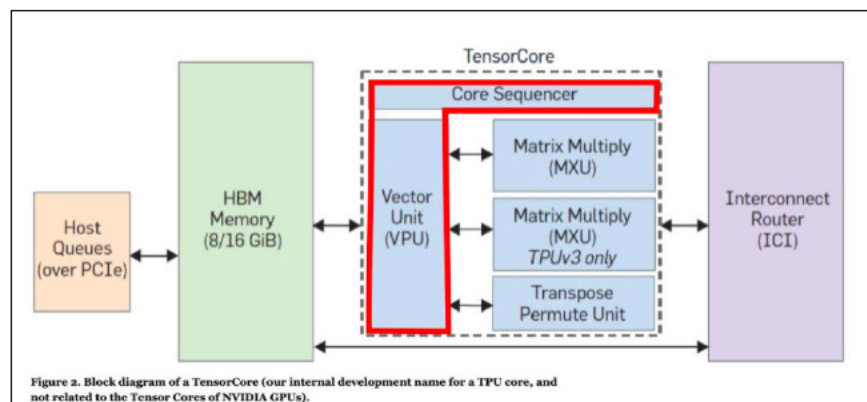 TensorCore
Core Sequencer
Host
Queues
(over PCIe)
HBM
Memory
(8/16 GiB)
Vector
Unit
(VPU)
Matrix Multiply
(MXU)
Matrix Multiply
(MXU)
TPUv3 only
Transpose
Permute Unit
Interconnect
Router
(ICI)
Figure 2. Block diagram of a TensorCore (our internal development name for a TPU core, and
not related to the Tensor Cores of NVIDIA GPUs).